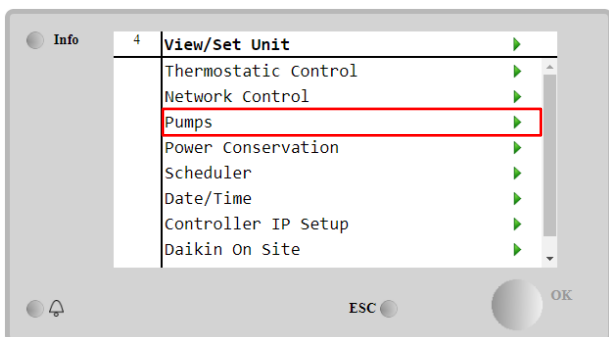 Info
4 View/Set Unit
Thermostatic Control
Network Control
Pumps
Power Conservation
Scheduler
Date/Time
Controller IP Setup
Daikin On Site
ESC
OK